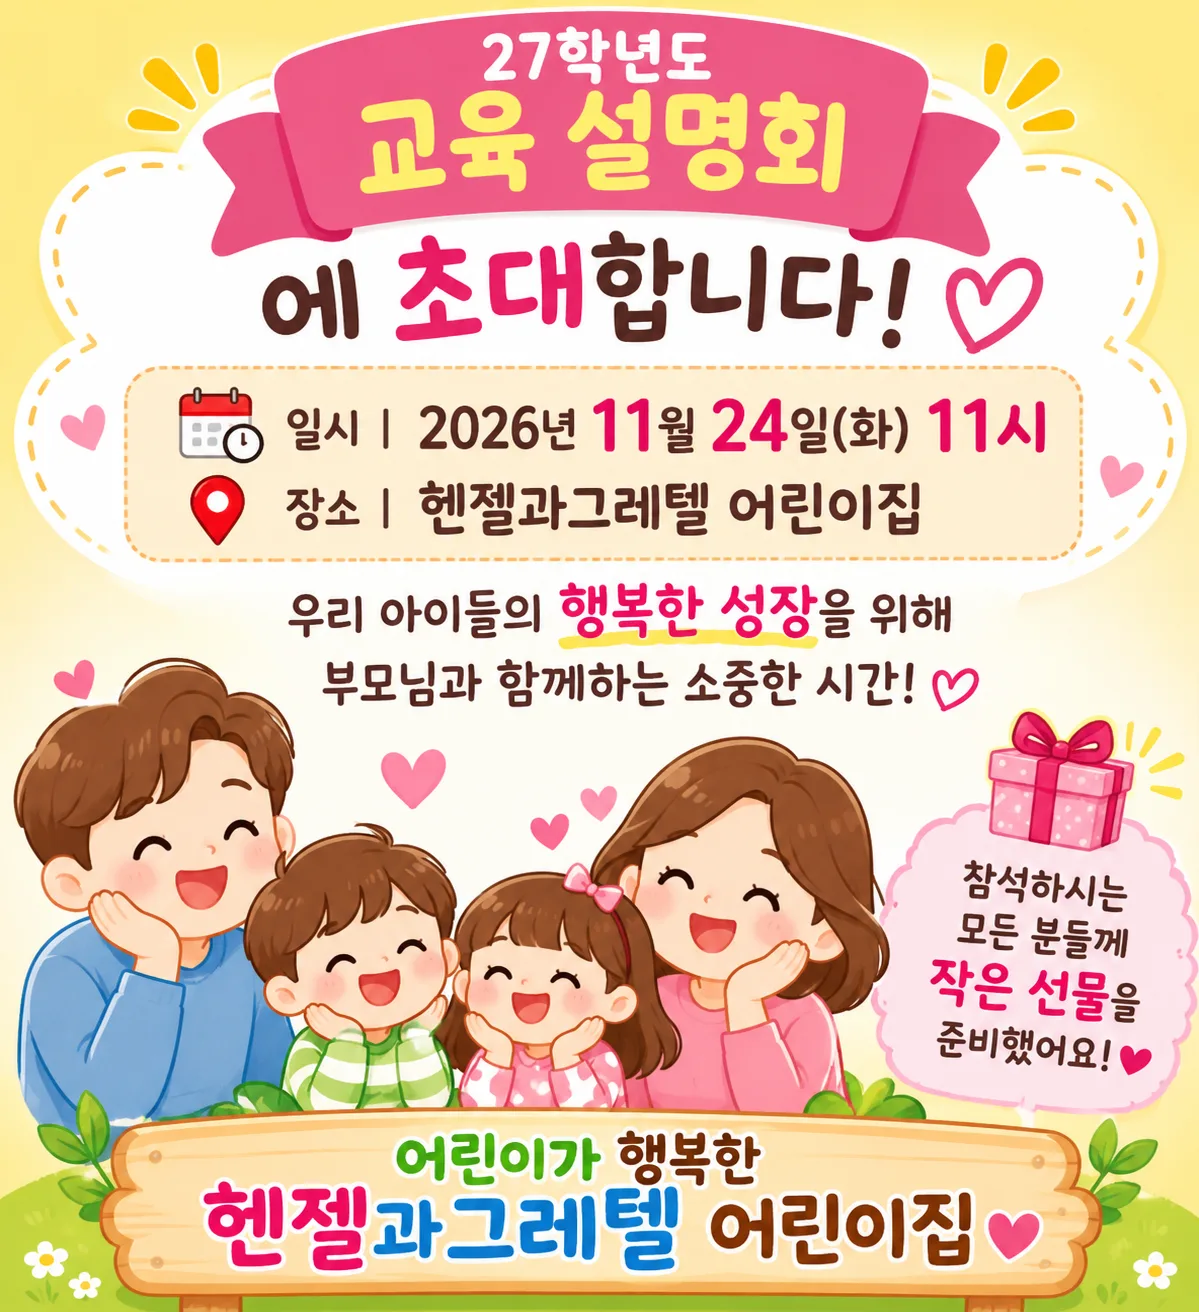 27학년도
교육 설명회
에 초대합니다!
일시 | 2026년 11월 24일(화) 11시
장소 | 헨젤과그레텔 어린이집
우리 아이들의 행복한 성장을 위해
부모님과 함께하는 소중한 시간!
참석하시는
모든 분들께
작은 선물을
준비했어요!
어린이가 행복한
헨젤과그레텔 어린이집